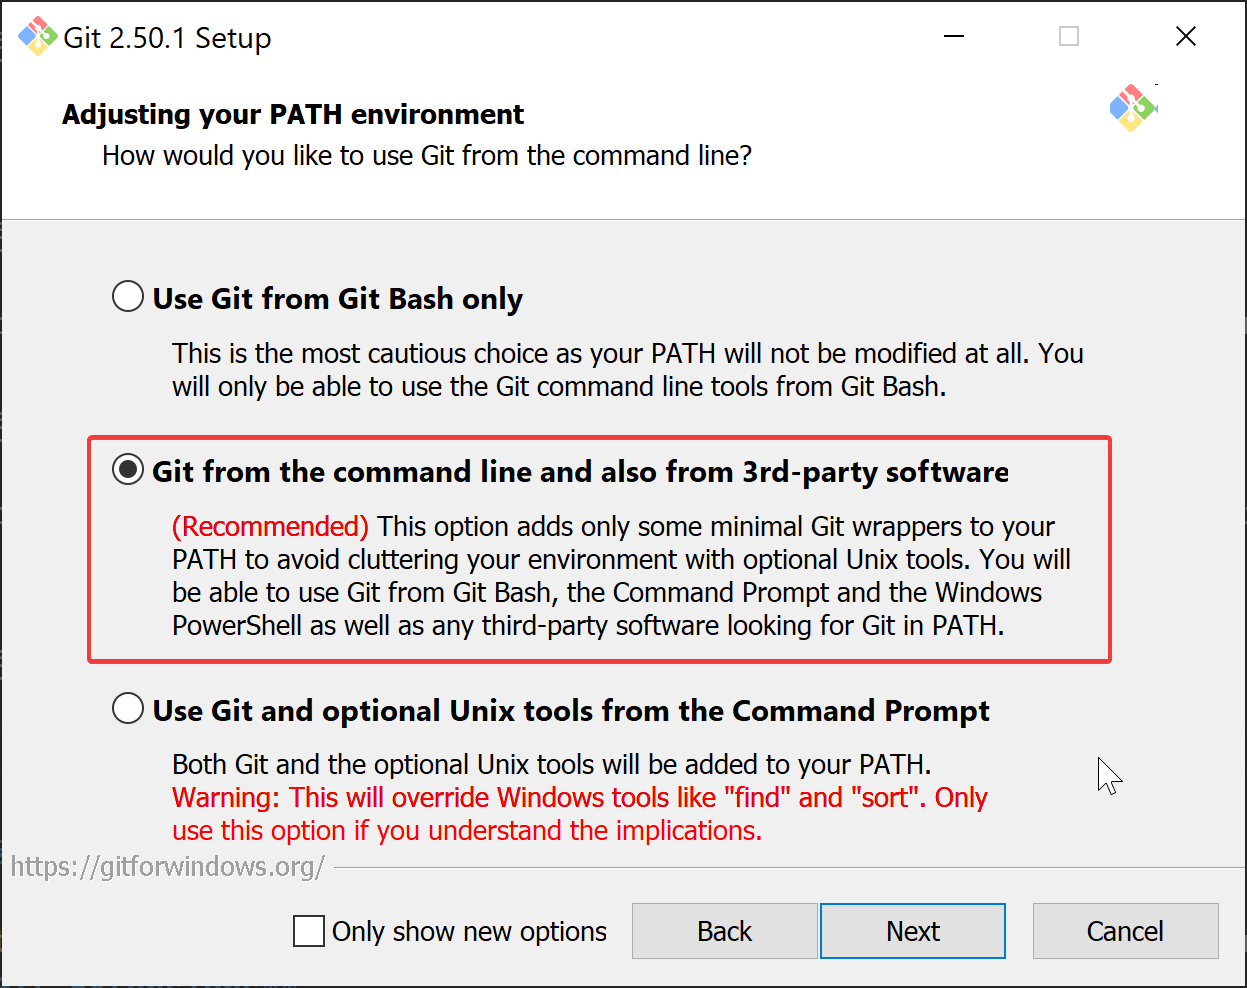 Git 2.50.1 Setup
Adjusting your PATH environment
How would you like to use Git from the command line?
Use Git from Git Bash only
This is the most cautious choice as your PATH will not be modified at all. You
will only be able to use the Git command line tools from Git Bash.
Git from the command line and also from 3rd-party software
(Recommended) This option adds only some minimal Git wrappers to your
PATH to avoid cluttering your environment with optional Unix tools. You will
be able to use Git from Git Bash, the Command Prompt and the Windows
PowerShell as well as any third-party software looking for Git in PATH.
Use Git and optional Unix tools from the Command Prompt
Both Git and the optional Unix tools will be added to your PATH.
Warning: This will override Windows tools like "find" and "sort". Only
use this option if you understand the implications.
https://gitforwindows.org/
Only show new options
Back
Next
Cancel